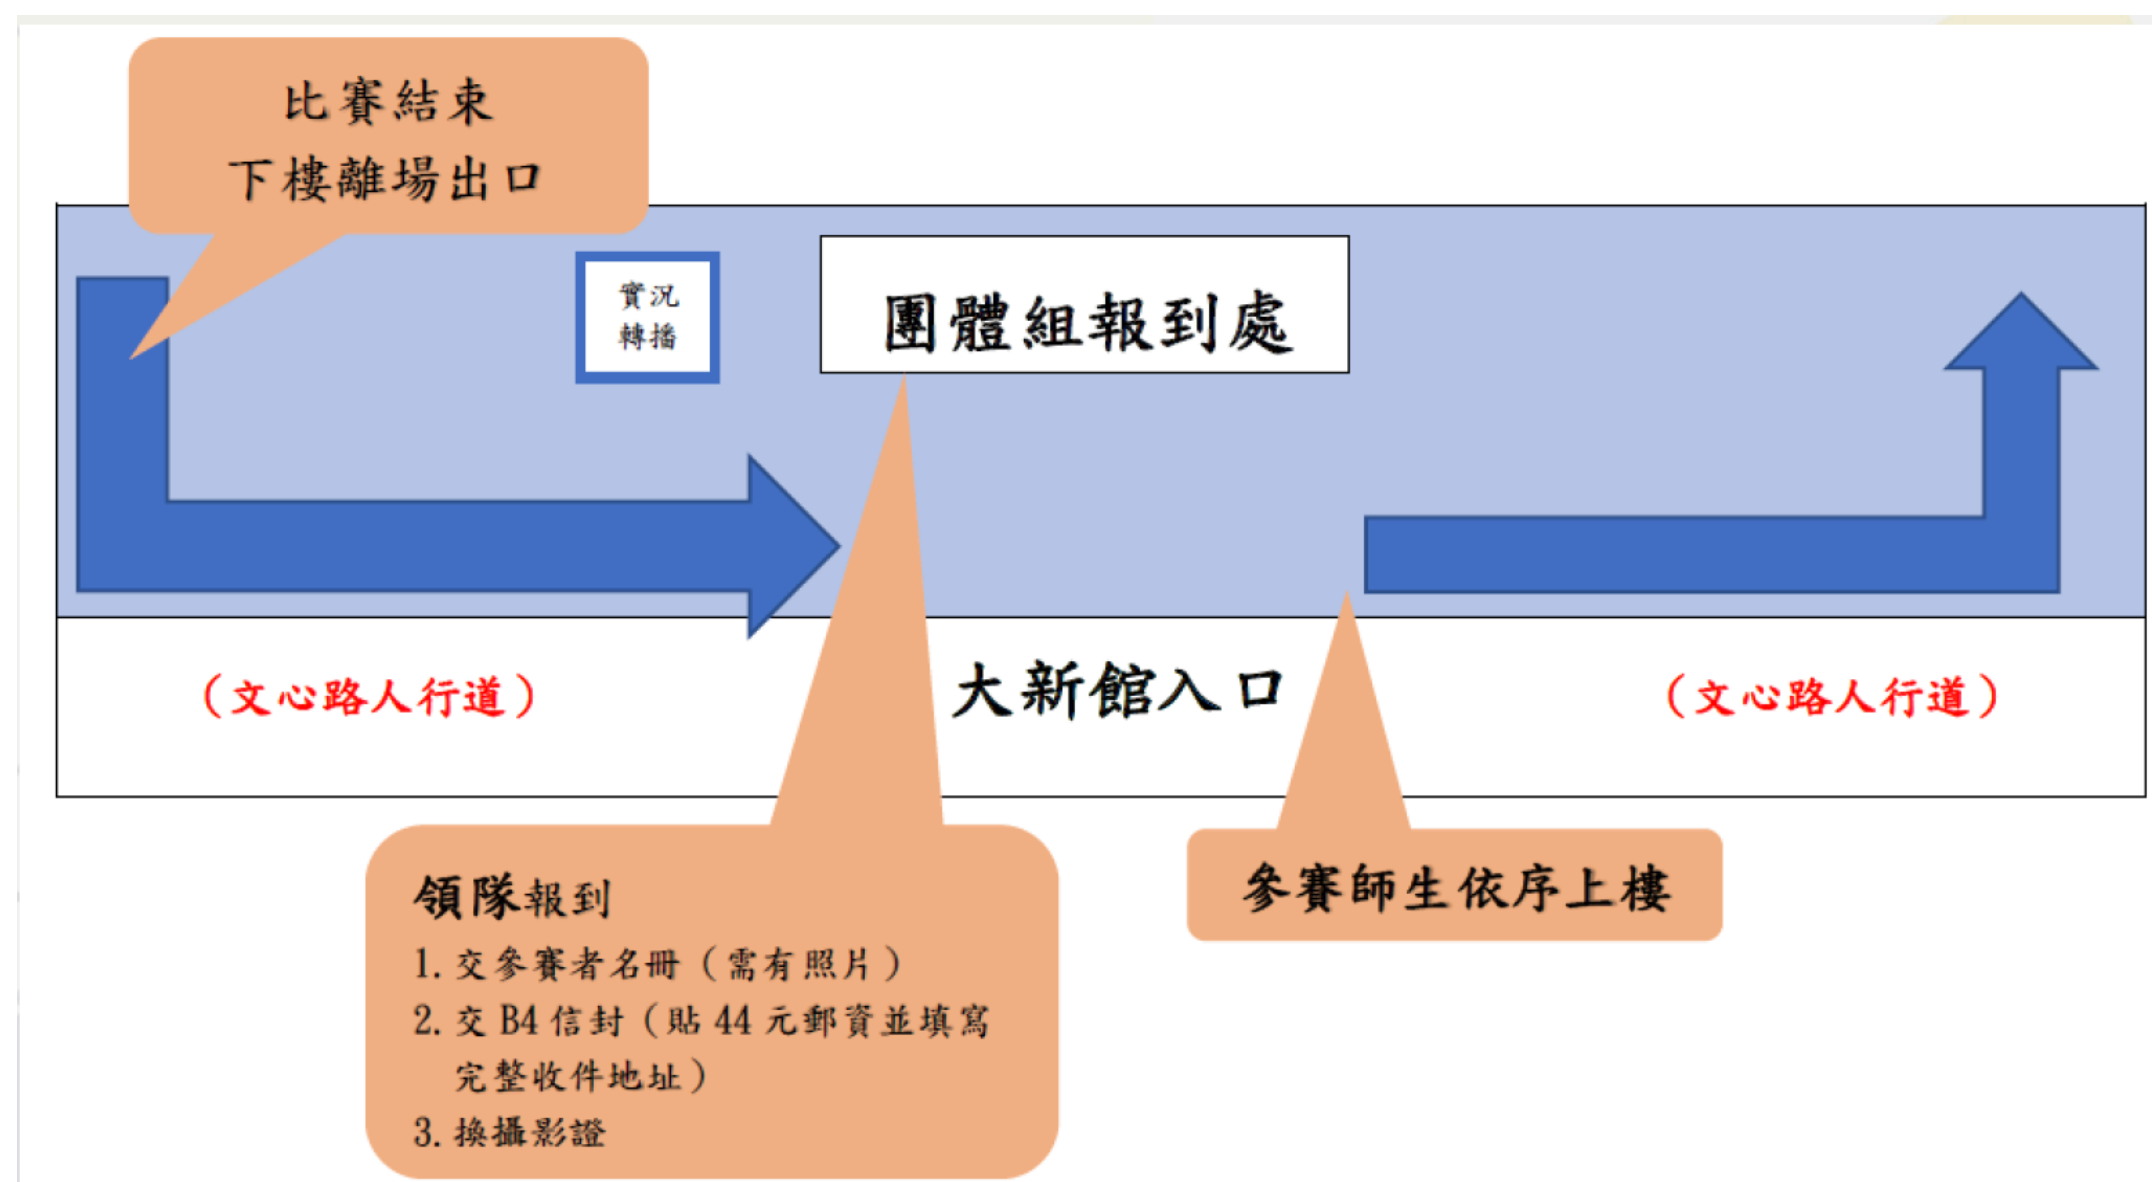 比賽結束
下樓離場出口
實況
轉播
團體組報到處
(文心路人行道)
大新館入口
(文心路人行道)
領隊報到
1. 交參賽者名冊(需有照片)
2. 交 B4 信封(貼 44 元郵資並填寫
完整收件地址)
3. 換攝影證
參賽師生依序上樓